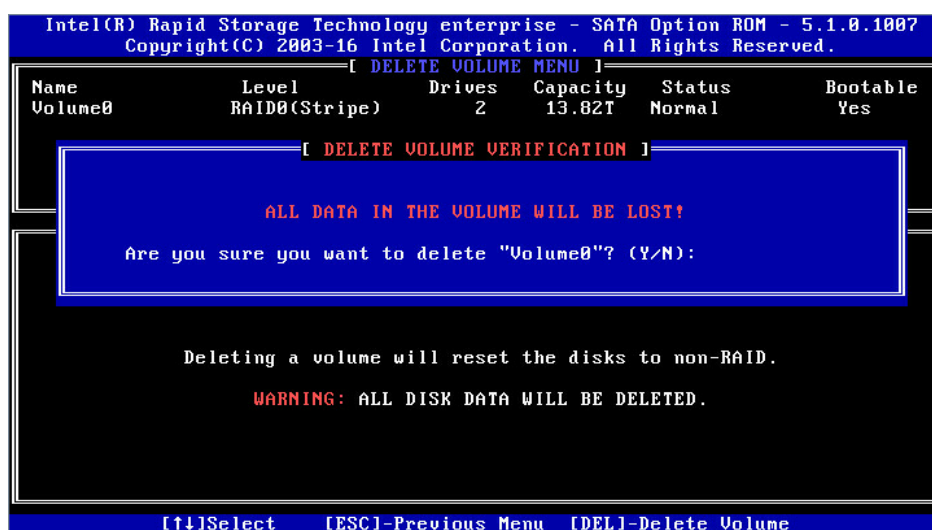 Intel(R) Rapid Storage Technology enterprise - SATA Option ROM - 5.1.0.1007
Copyright(C) 2003-16 Intel Corporation.  All Rights Reserved.
[ DELETE VOLUME MENU ]
Name Level Drives Capacity Status Bootable
Volume0 RAID0(Stripe) 2 13.82T Normal Yes
[ DELETE VOLUME VERIFICATION ]
ALL DATA IN THE VOLUME WILL BE LOST!
Are you sure you want to delete "Volume0"? (Y/N):
Deleting a volume will reset the disks to non-RAID.
WARNING: ALL DISK DATA WILL BE DELETED.
[↑↓]Select [ESC]-Previous Menu [DEL]-Delete Volume